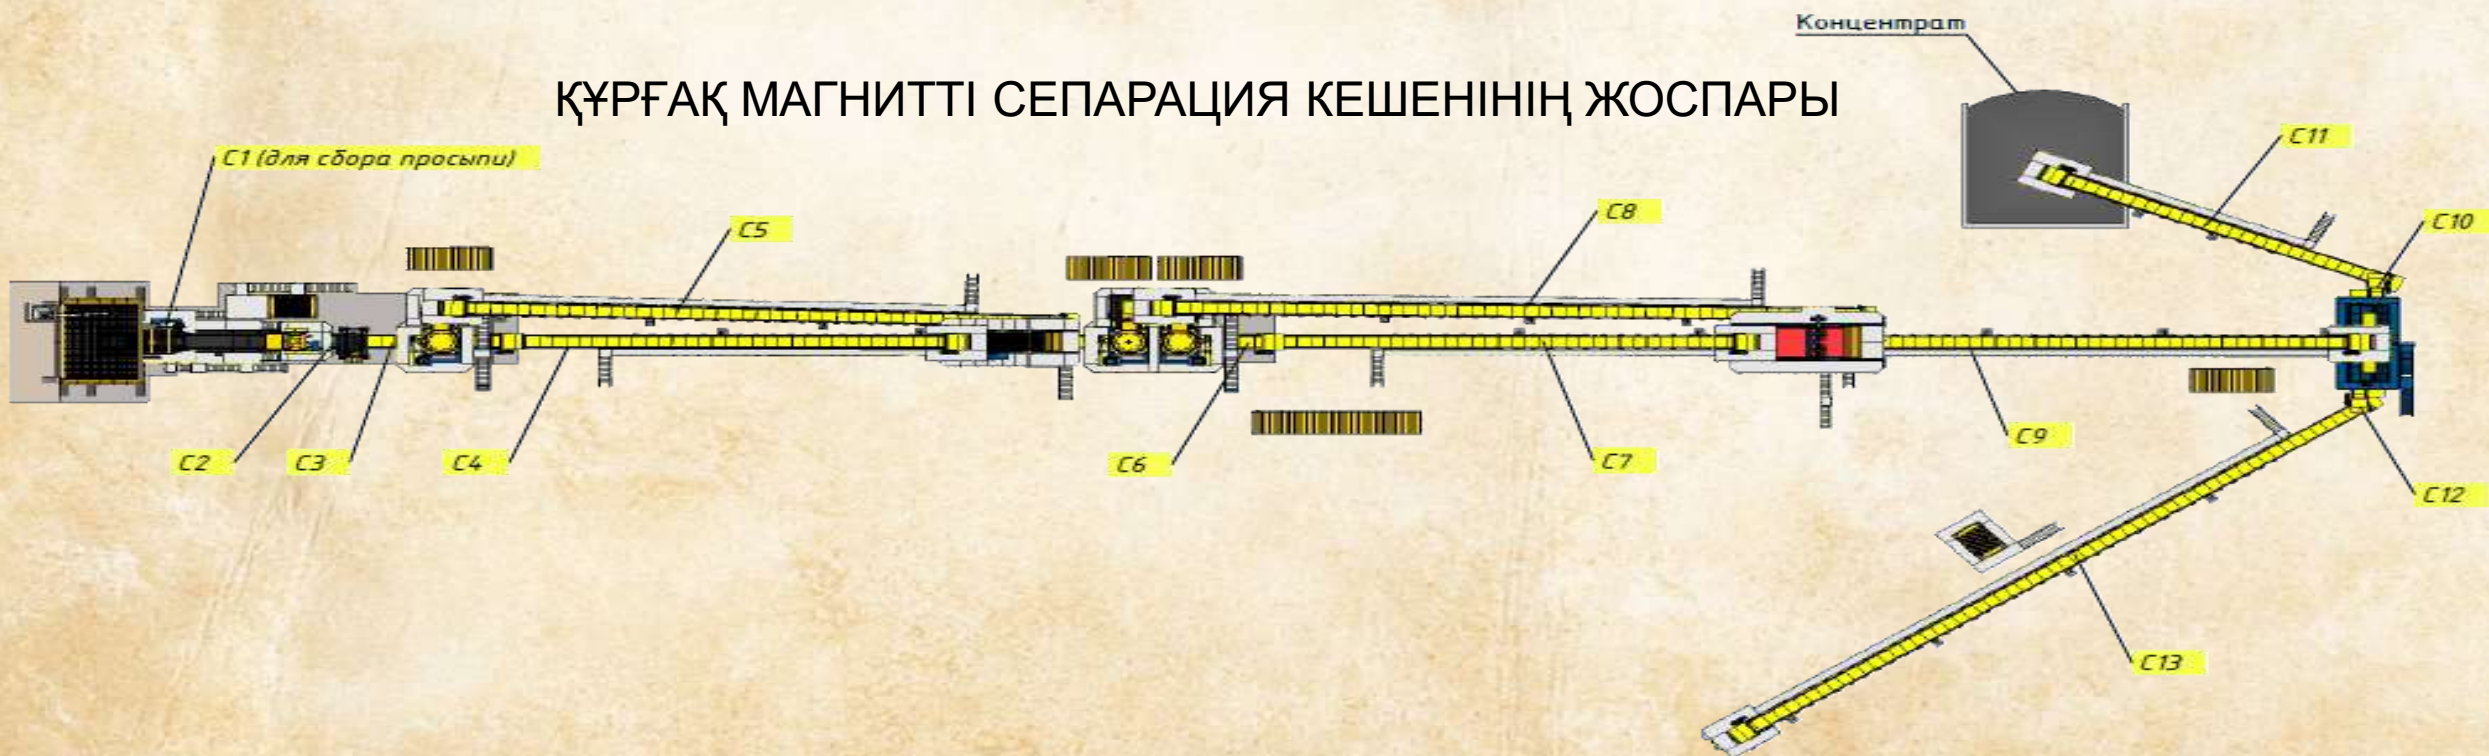 Концентрат
ҚҰРҒАҚ МАГНИТТІ СЕПАРАЦИЯ КЕШЕНІНІҢ ЖОСПАРЫ
С1 (для сбора просыпи)
С11
С8
С5
С10
С2
С3
С4
С6
С7
С9
С12
С13